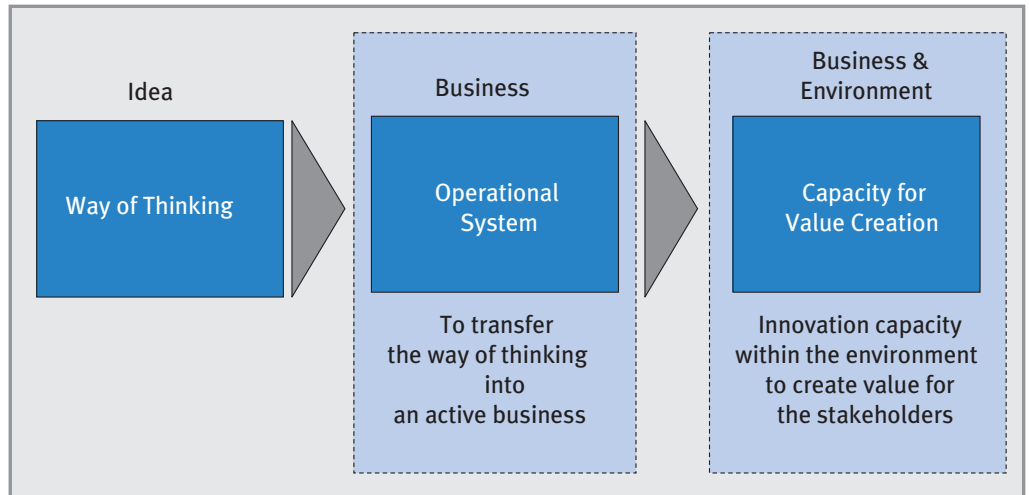 Idea
Way of Thinking
Business
Operational
System
To transfer
the way of thinking
into
an active business
Business &
Environment
Capacity for
Value Creation
Innovation capacity
within the environment
to create value for
the stakeholders